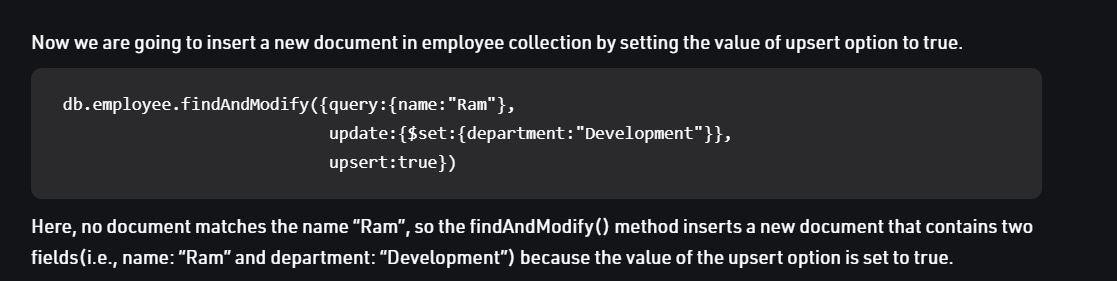 Now we are going to insert a new document in employee collection by setting the value of upsert option to true.
db.employee.findAndModify({query:{name:"Ram"},
update:{$set:{department:"Development"}},
upsert:true})
Here, no document matches the name “Ram”, so the findAndModify() method inserts a new document that contains two
fields(i.e., name: “Ram” and department: “Development”) because the value of the upsert option is set to true.